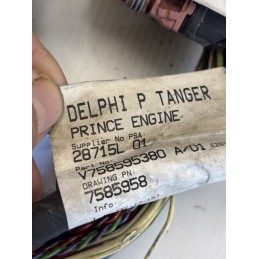 DELPHI P TANGER
PRINCE ENGINE
Supplier No.PSA:
28715L 01
Part No:
V758595380 A/01
DRAWING PN:
7585958
Info: